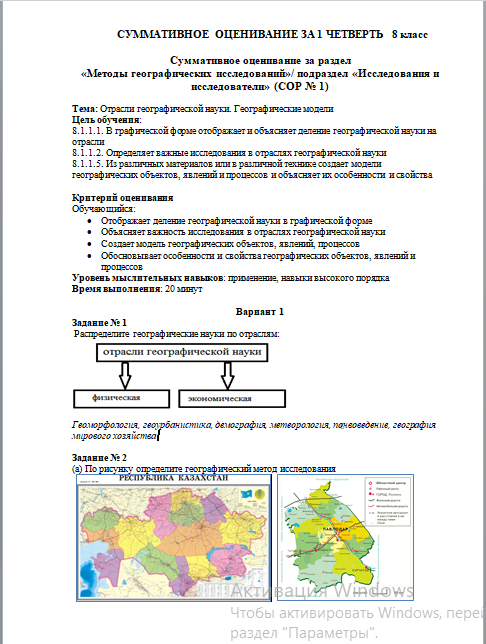 СУММАТИВНОЕ ОЦЕНИВАНИЕ ЗА 1 ЧЕТВЕРТЬ 8 класс
Суммативное оценивание за раздел
«Методы географических исследований»/ подраздел «Исследования и
исследователи» (СОР № 1)
Тема: Отрасли географической науки. Географические модели
Цель обучения:
8.1.1.1. В графической форме отображает и объясняет деление географической науки на
отрасли
8.1.1.2. Определяет важные исследования в отраслях географической науки
8.1.1.5. Из различных материалов или в различной технике создает модели
географических объектов, явлений и процессов и объясняет их особенности и свойства
Критерий оценивания
Обучающийся:
• Отображает деление географической науки в графической форме
• Объясняет важность исследования в отраслях географической науки
• Создает модель географических объектов, явлений, процессов
• Обосновывает особенности и свойства географических объектов, явлений и
процессов
Уровень мыслительных навыков: применение, навыки высокого порядка
Время выполнения: 20 минут
Вариант 1
Задание № 1
Распределите географические науки по отраслям:
отрасли географической науки
физическая экономическая
Геоморфология, геоурбанистика, демография, метеорология, почвоведение, география
мирового хозяйства
Задание № 2
(а) По рисунку определите географический метод исследования
РЕСПУБЛИКА КАЗАХСТАН
ПАВЛОДАР
Активация Windows
Чтобы активировать Windows, пере
раздел "Параметры".